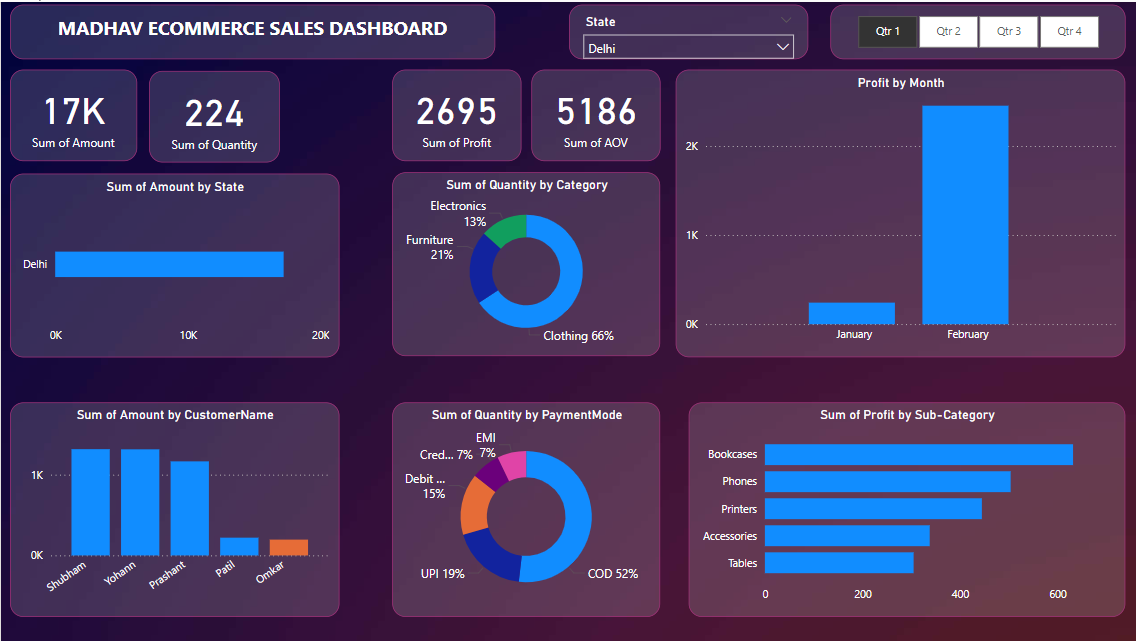 MADHAV ECOMMERCE SALES DASHBOARD
State
Delhi
Qtr 1
Qtr 2
Qtr 3
Qtr 4
17K
Sum of Amount
224
Sum of Quantity
2695
Sum of Profit
5186
Sum of AOV
Profit by Month
2K
1K
0K
January
February
Sum of Amount by State
Delhi
0K
10K
20K
Sum of Quantity by Category
Electronics
13%
Furniture
21%
Clothing 66%
Sum of Amount by CustomerName
1K
0K
Shubham
Yohann
Prashant
Patil
Omkar
Sum of Quantity by PaymentMode
EMI
7%
Cred... 7%
Debit ...
15%
UPI 19%
COD 52%
Sum of Profit by Sub-Category
Bookcases
Phones
Printers
Accessories
Tables
0
200
400
600